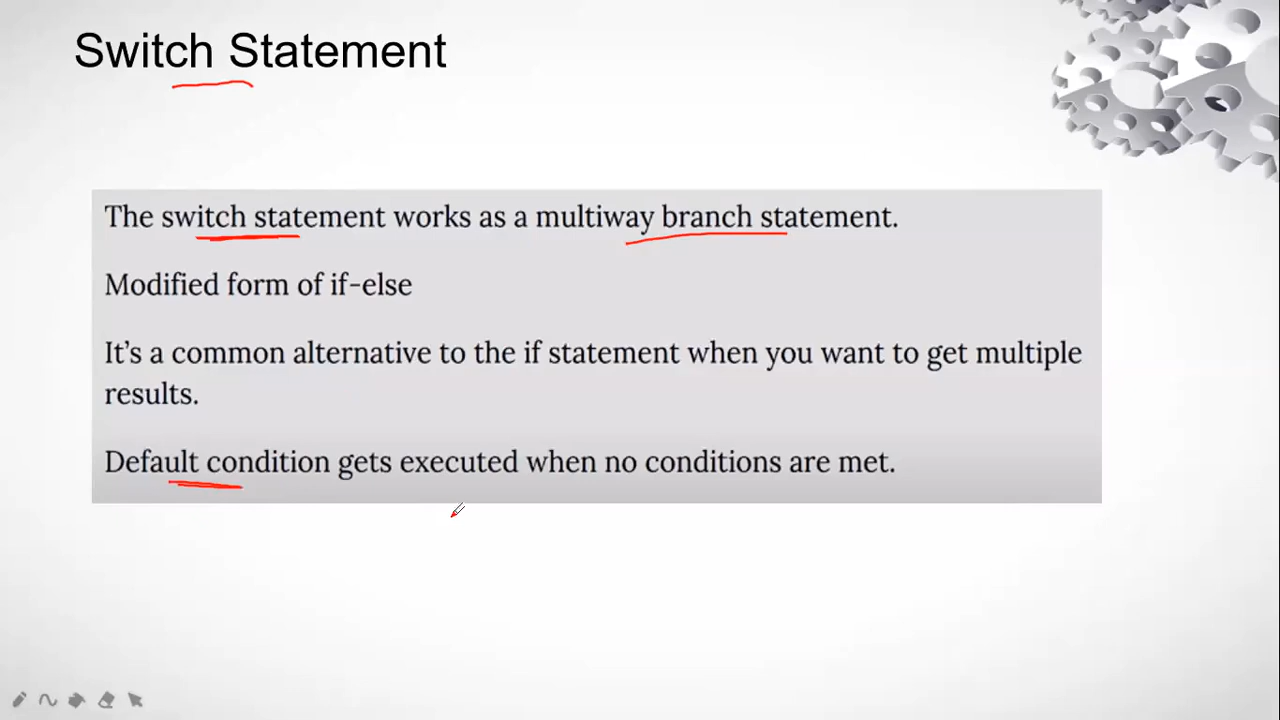 Switch Statement
The switch statement works as a multiway branch statement.
Modified form of if-else
It's a common alternative to the if statement when you want to get multiple
results.
Default condition gets executed when no conditions are met.